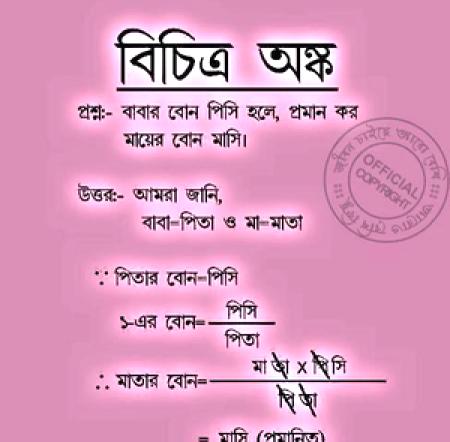 বিচিত্র অঙ্ক
প্রশ্ন:- বাবার বোন পিসি হলে, প্রমান কর
মায়ের বোন মাসি।
উত্তর:- আমরা জানি,
বাবা=পিতা ও মা=মাতা
∵ পিতার বোন=পিসি
১-এর বোন= পিসি
পিতা
∴ মাতার বোন= মা তা x পি সি
পি তা
= মাসি (প্রমানিত)
OFFICIAL
COPYRIGHT